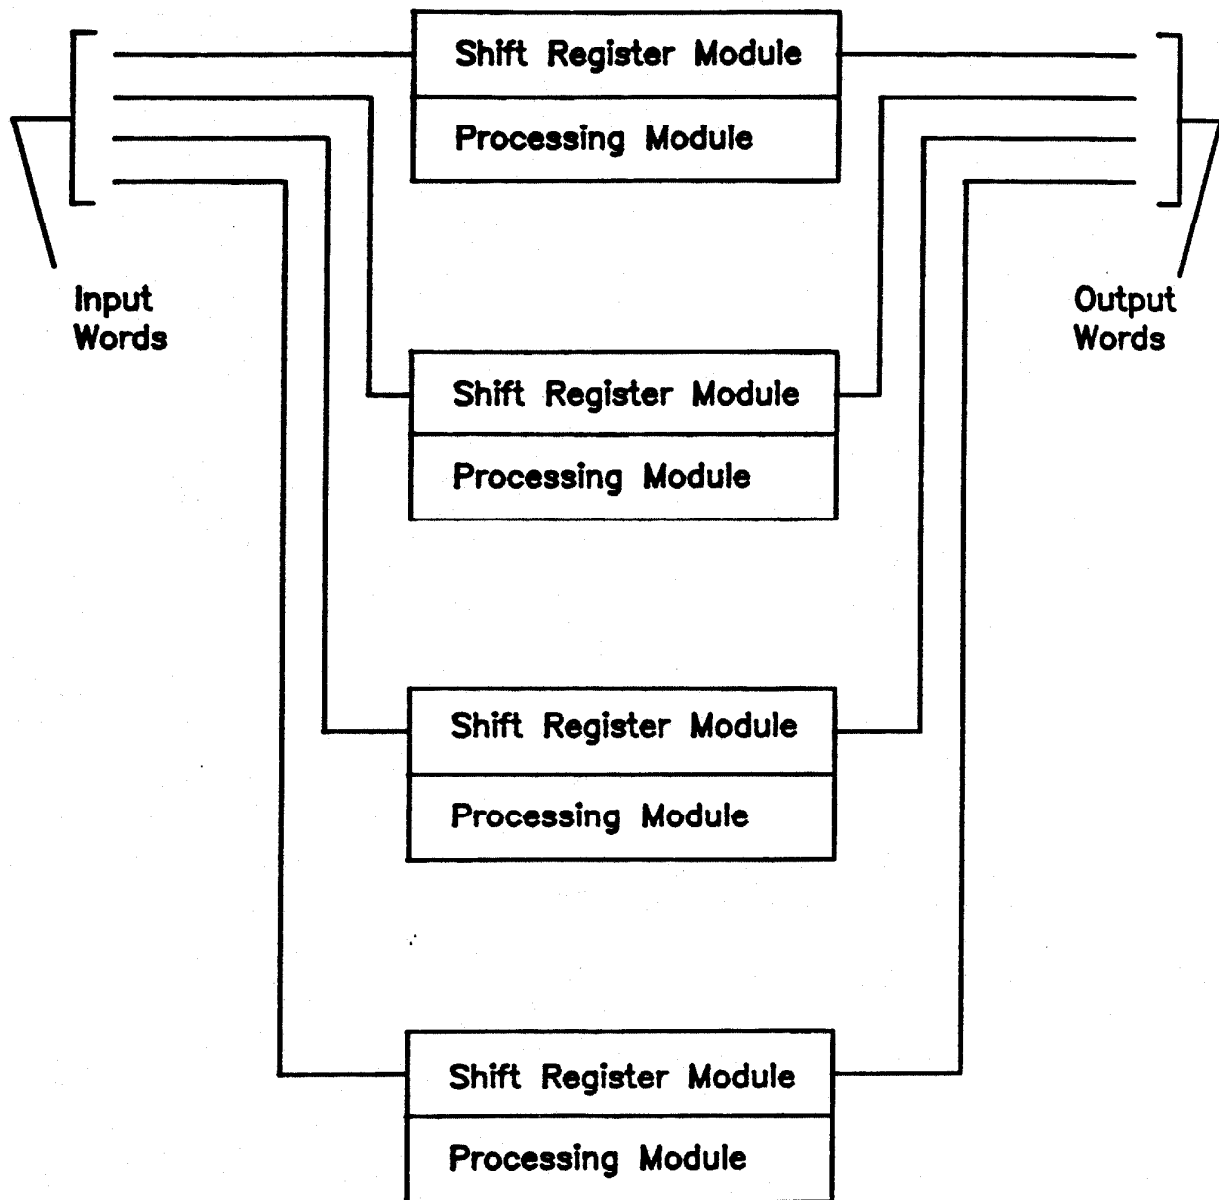 Shift Register Module
Processing Module
Input
Words
Output
Words
Shift Register Module
Processing Module
Shift Register Module
Processing Module
Shift Register Module
Processing Module